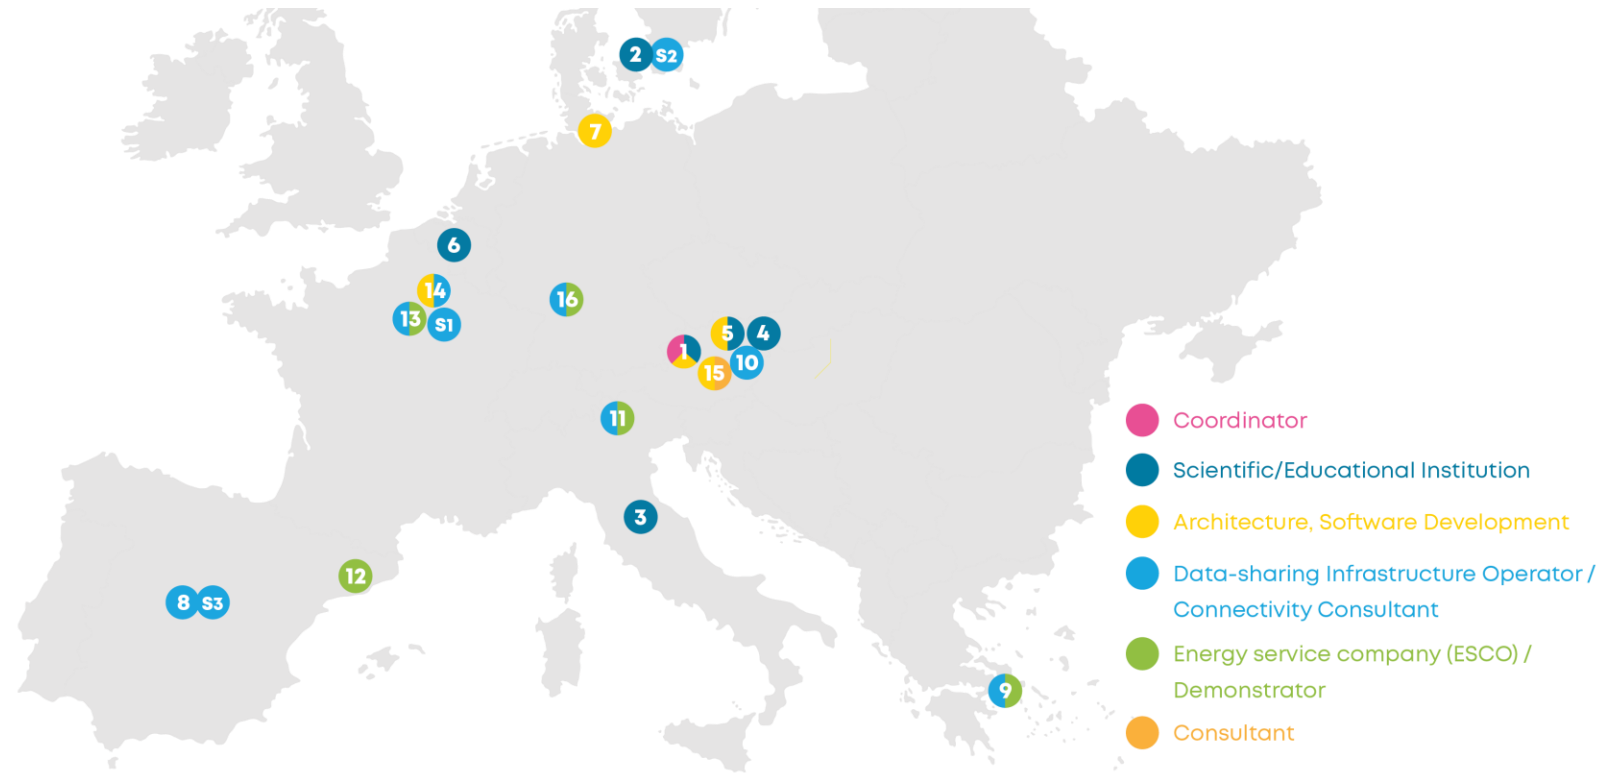 2 S2
7
6
14
13 S1
16
1 5 4
15 10
11
3
12
8 S3
9
Coordinator
Scientific/Educational Institution
Architecture, Software Development
Data-sharing Infrastructure Operator /
Connectivity Consultant
Energy service company (ESCO) /
Demonstrator
Consultant